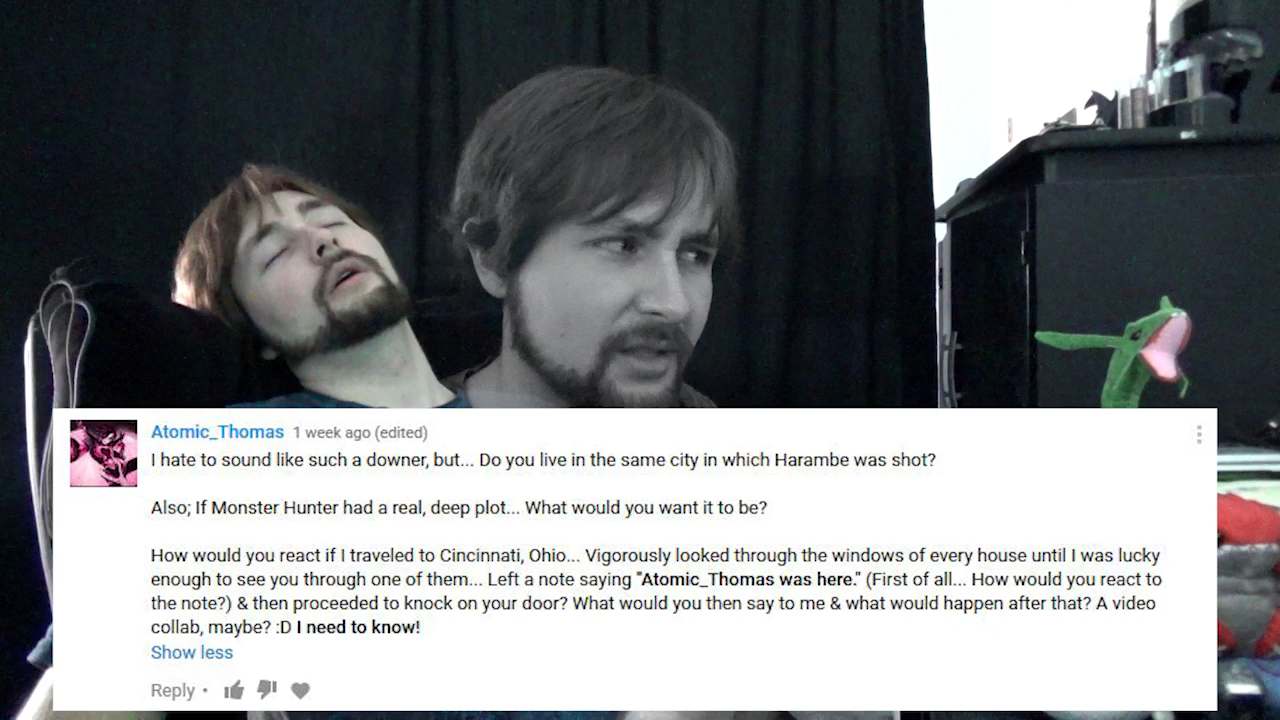 Atomic_Thomas 1 week ago (edited)
I hate to sound like such a downer, but... Do you live in the same city in which Harambe was shot?
Also; If Monster Hunter had a real, deep plot... What would you want it to be?
How would you react if I traveled to Cincinnati, Ohio... Vigorously looked through the windows of every house until I was lucky
enough to see you through one of them... Left a note saying "Atomic_Thomas was here." (First of all... How would you react to
the note?) & then proceeded to knock on your door? What would you then say to me & what would happen after that? A video
collab, maybe? :D I need to know!
Show less
Reply •